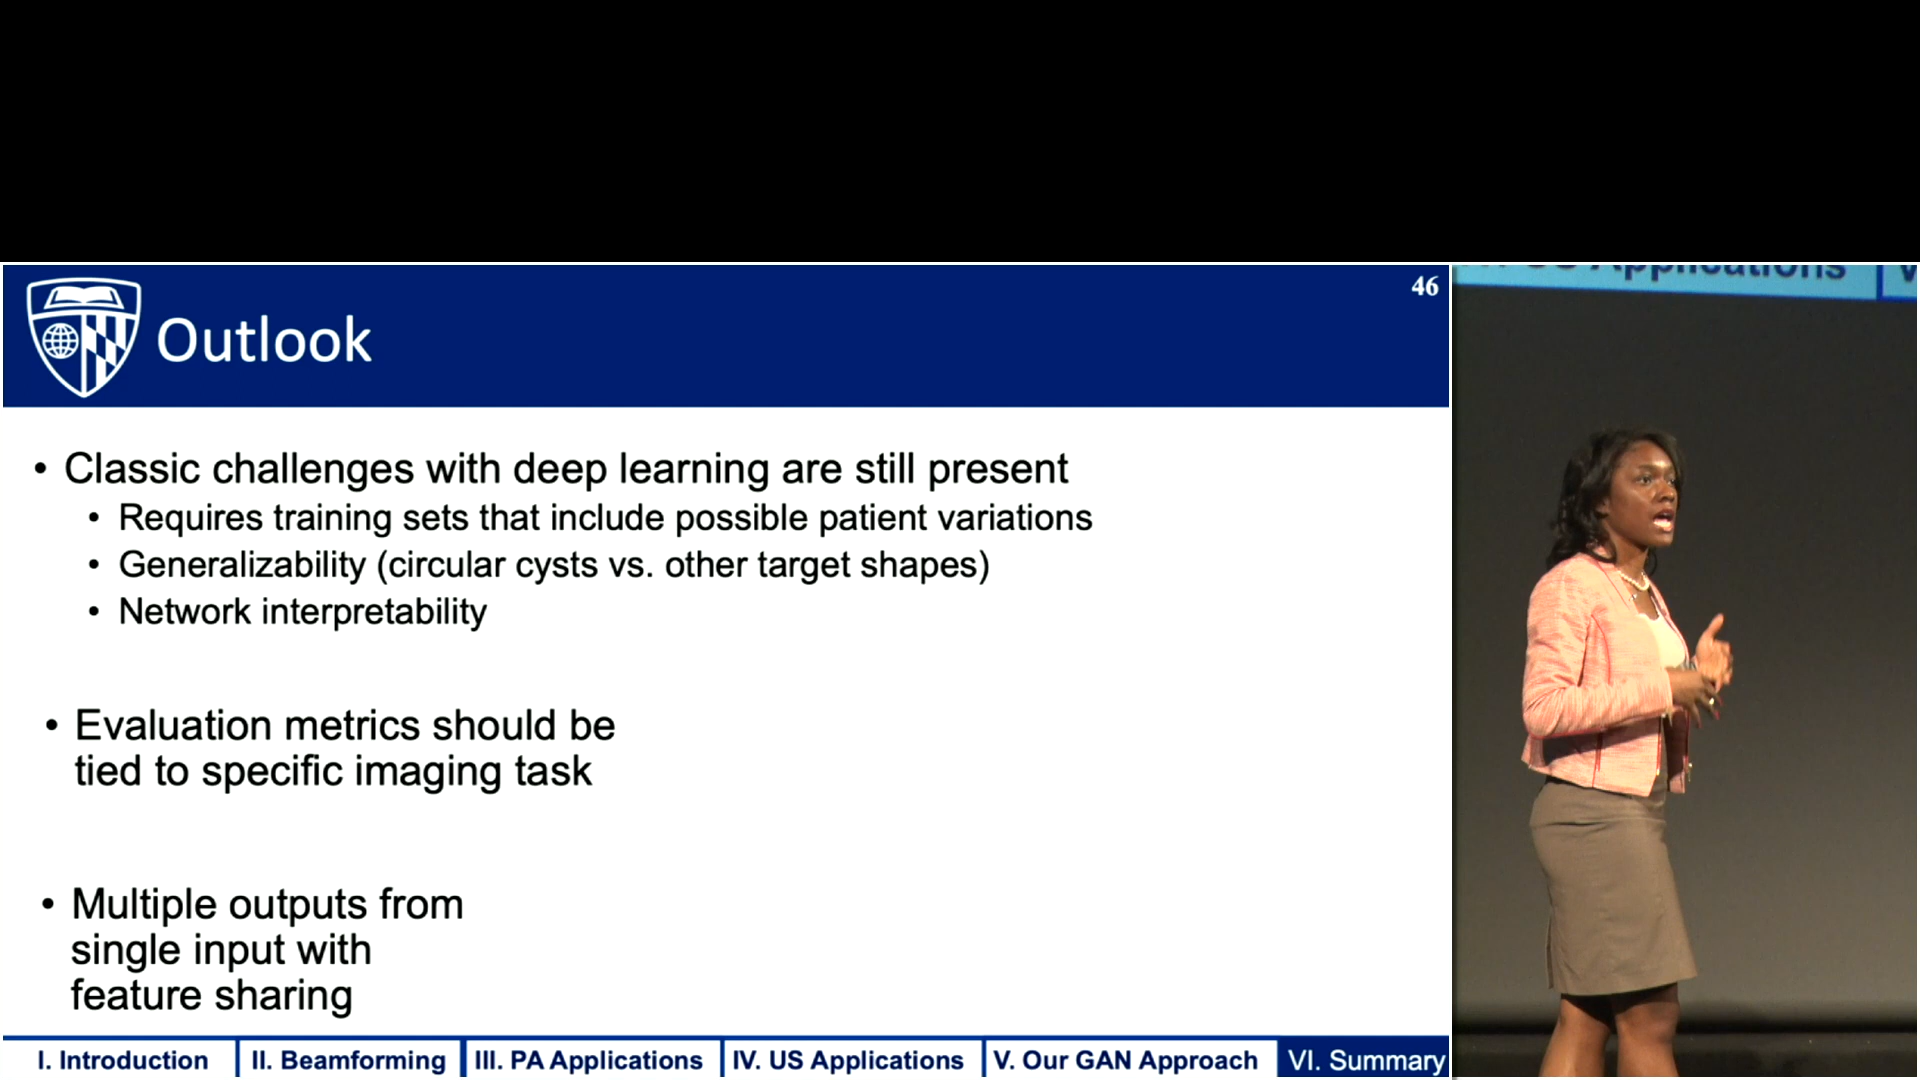 46
Outlook
• Classic challenges with deep learning are still present
• Requires training sets that include possible patient variations
• Generalizability (circular cysts vs. other target shapes)
• Network interpretability
• Evaluation metrics should be
tied to specific imaging task
• Multiple outputs from
single input with
feature sharing
I. Introduction
II. Beamforming
III. PA Applications
IV. US Applications
V. Our GAN Approach
VI. Summary
Applications